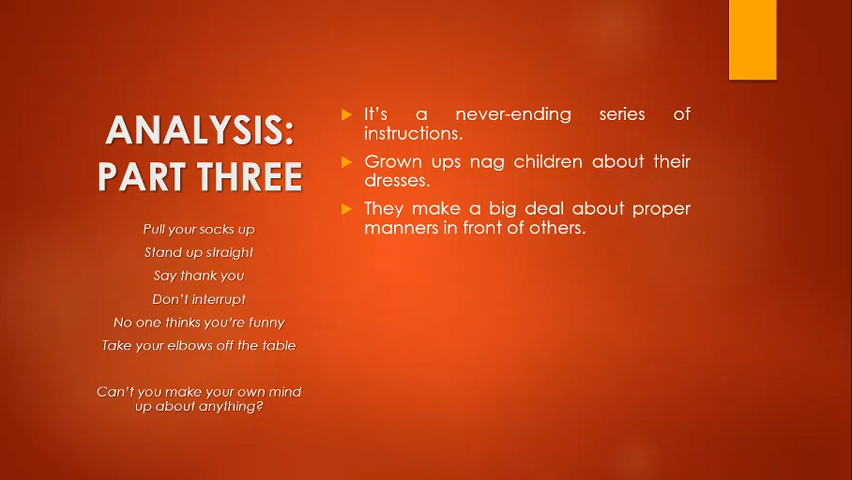 ANALYSIS:
PART THREE
Pull your socks up
Stand up straight
Say thank you
Don't interrupt
No one thinks you're funny
Take your elbows off the table
Can't you make your own mind
up about anything?
It's a never-ending series of
instructions.
Grown ups nag children about their
dresses.
They make a big deal about proper
manners in front of others.